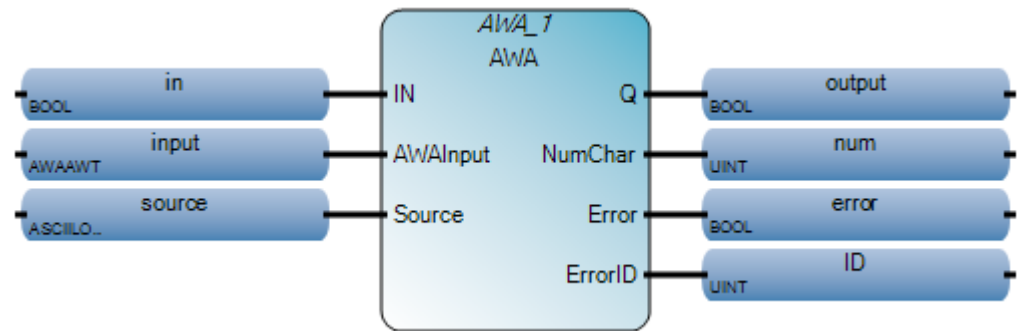 AWA_1
AWA
in
BOOL
IN
Q
output
BOOL
input
AWAAWT
AWAInput
NumChar
num
UINT
source
ASCIILO...
Source
Error
error
BOOL
ErrorID
ID
UINT